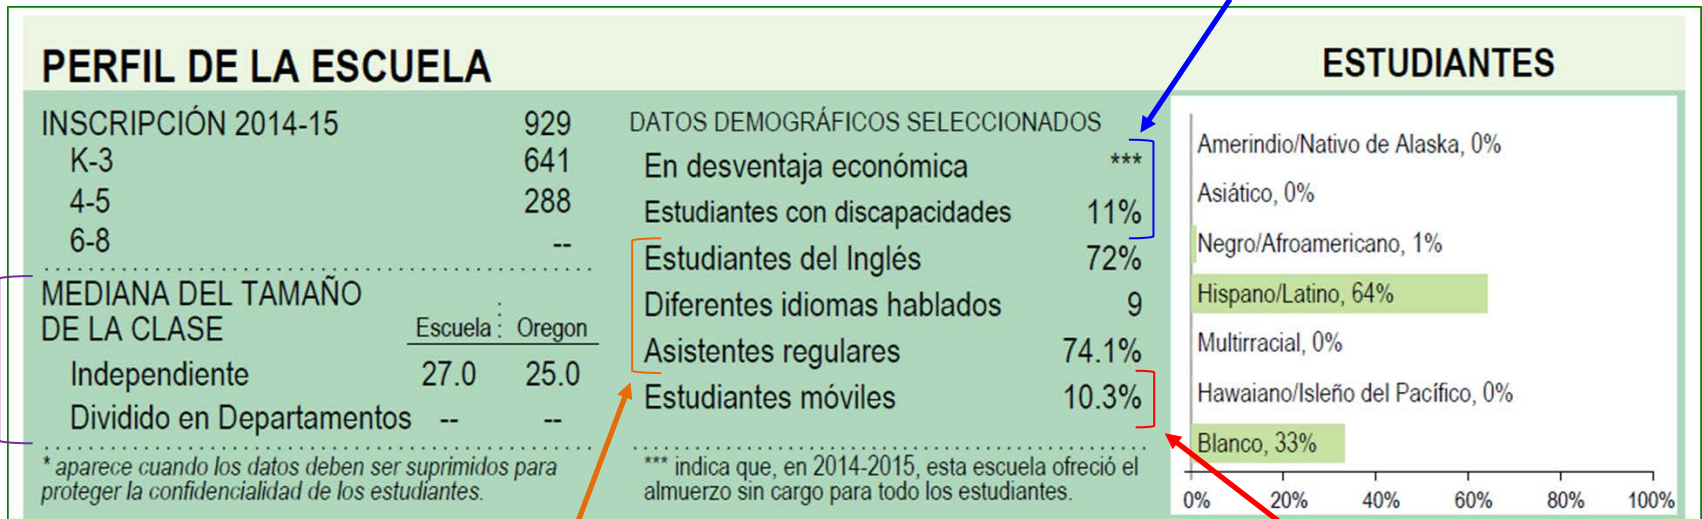 PERFIL DE LA ESCUELA
INSCRIPCIÓN 2014-15 929
K-3 641
4-5 288
6-8 --
MEDIANA DEL TAMAÑO
DE LA CLASE Escuela Oregon
Independiente 27.0 25.0
Dividido en Departamentos -- --
* aparece cuando los datos deben ser suprimidos para
proteger la confidencialidad de los estudiantes.
DATOS DEMOGRÁFICOS SELECCIONADOS
En desventaja económica ***
Estudiantes con discapacidades 11%
Estudiantes del Inglés 72%
Diferentes idiomas hablados 9
Asistentes regulares 74.1%
Estudiantes móviles 10.3%
*** indica que, en 2014-2015, esta escuela ofreció el
almuerzo sin cargo para todo los estudiantes.
ESTUDIANTES
Amerindio/Nativo de Alaska, 0%
Asiático, 0%
Negro/Afroamericano, 1%
Hispano/Latino, 64%
Multirracial, 0%
Hawaiano/Isleño del Pacífico, 0%
Blanco, 33%
0% 20% 40% 60% 80% 100%